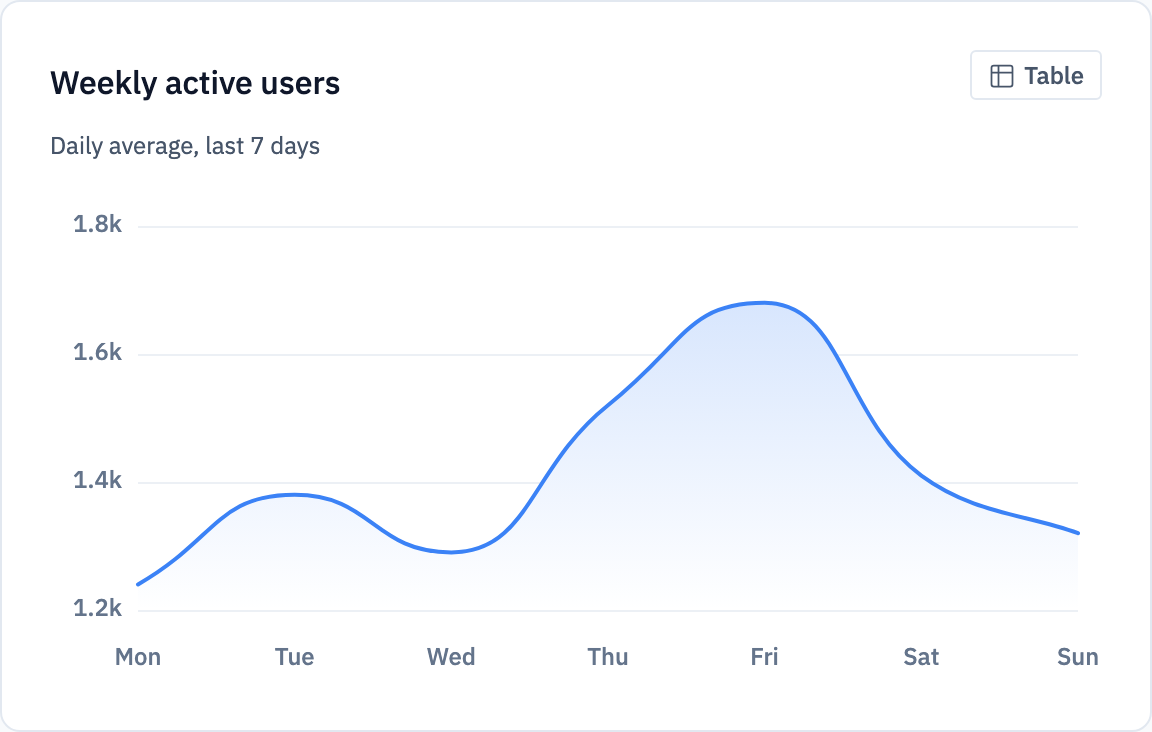 Weekly active users
Table
Daily average, last 7 days
1.8k
1.6k
1.4k
1.2k
Mon Tue Wed Thu Fri Sat Sun